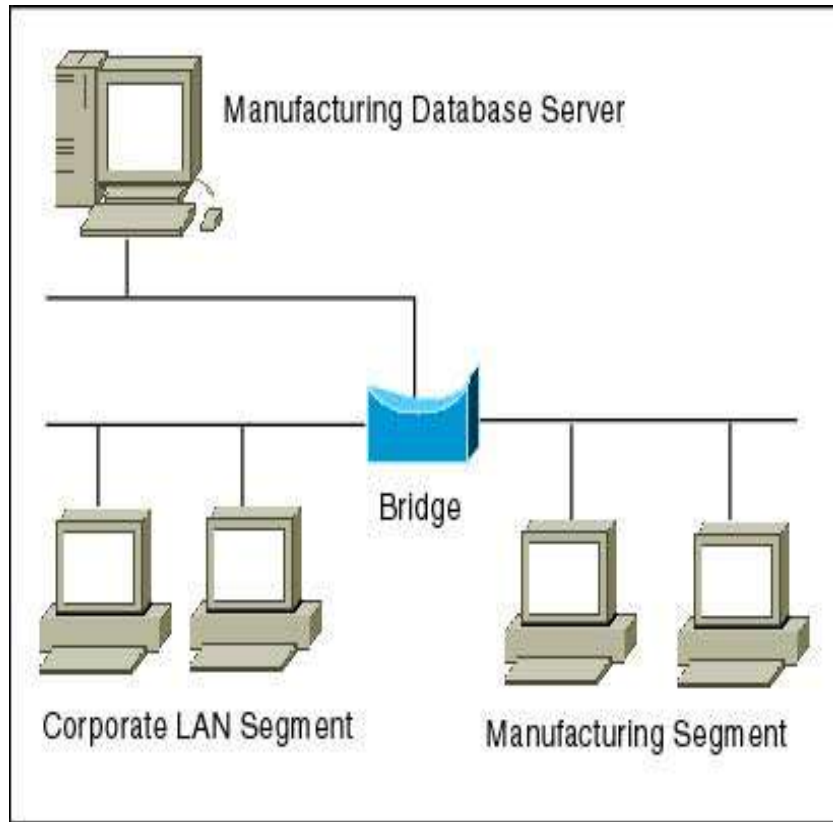 Manufacturing Database Server
Bridge
Corporate LAN Segment
Manufacturing Segment